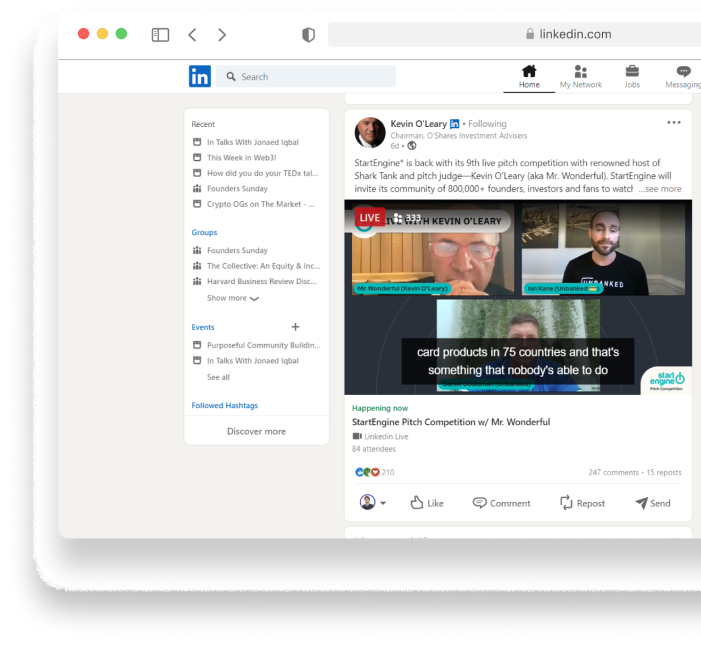 linkedin.com
in
Search
Home
My Network
Jobs
Messaging
Recent
In Talks With Jonaed Iqbal
This Week in Web3!
How did you do your TEDx tal...
Founders Sunday
Crypto OGs on The Market - ...
Groups
Founders Sunday
The Collective: An Equity & Inc...
Harvard Business Review Disc...
Show more
Events +
Purposeful Community Buildin...
In Talks With Jonaed Iqbal
See all
Followed Hashtags
Discover more
Kevin O'Leary in • Following
Chairman, O'Shares Investment Advisers
6d •
StartEngine* is back with its 9th live pitch competition with renowned host of
Shark Tank and pitch judge—Kevin O'Leary (aka Mr. Wonderful). StartEngine will
invite its community of 800,000+ founders, investors and fans to watch ...see more
LIVE 333
LIVE WITH KEVIN O'LEARY
UNBANKED
Mr. Wonderful (Kevin O'Leary)
Ian Kane (Unbanked)
card products in 75 countries and that's
something that nobody's able to do
start
engine
Pitch Competition
Happening now
StartEngine Pitch Competition w/ Mr. Wonderful
Linkedin Live
84 attendees
210
247 comments • 15 reposts
Like
Comment
Repost
Send